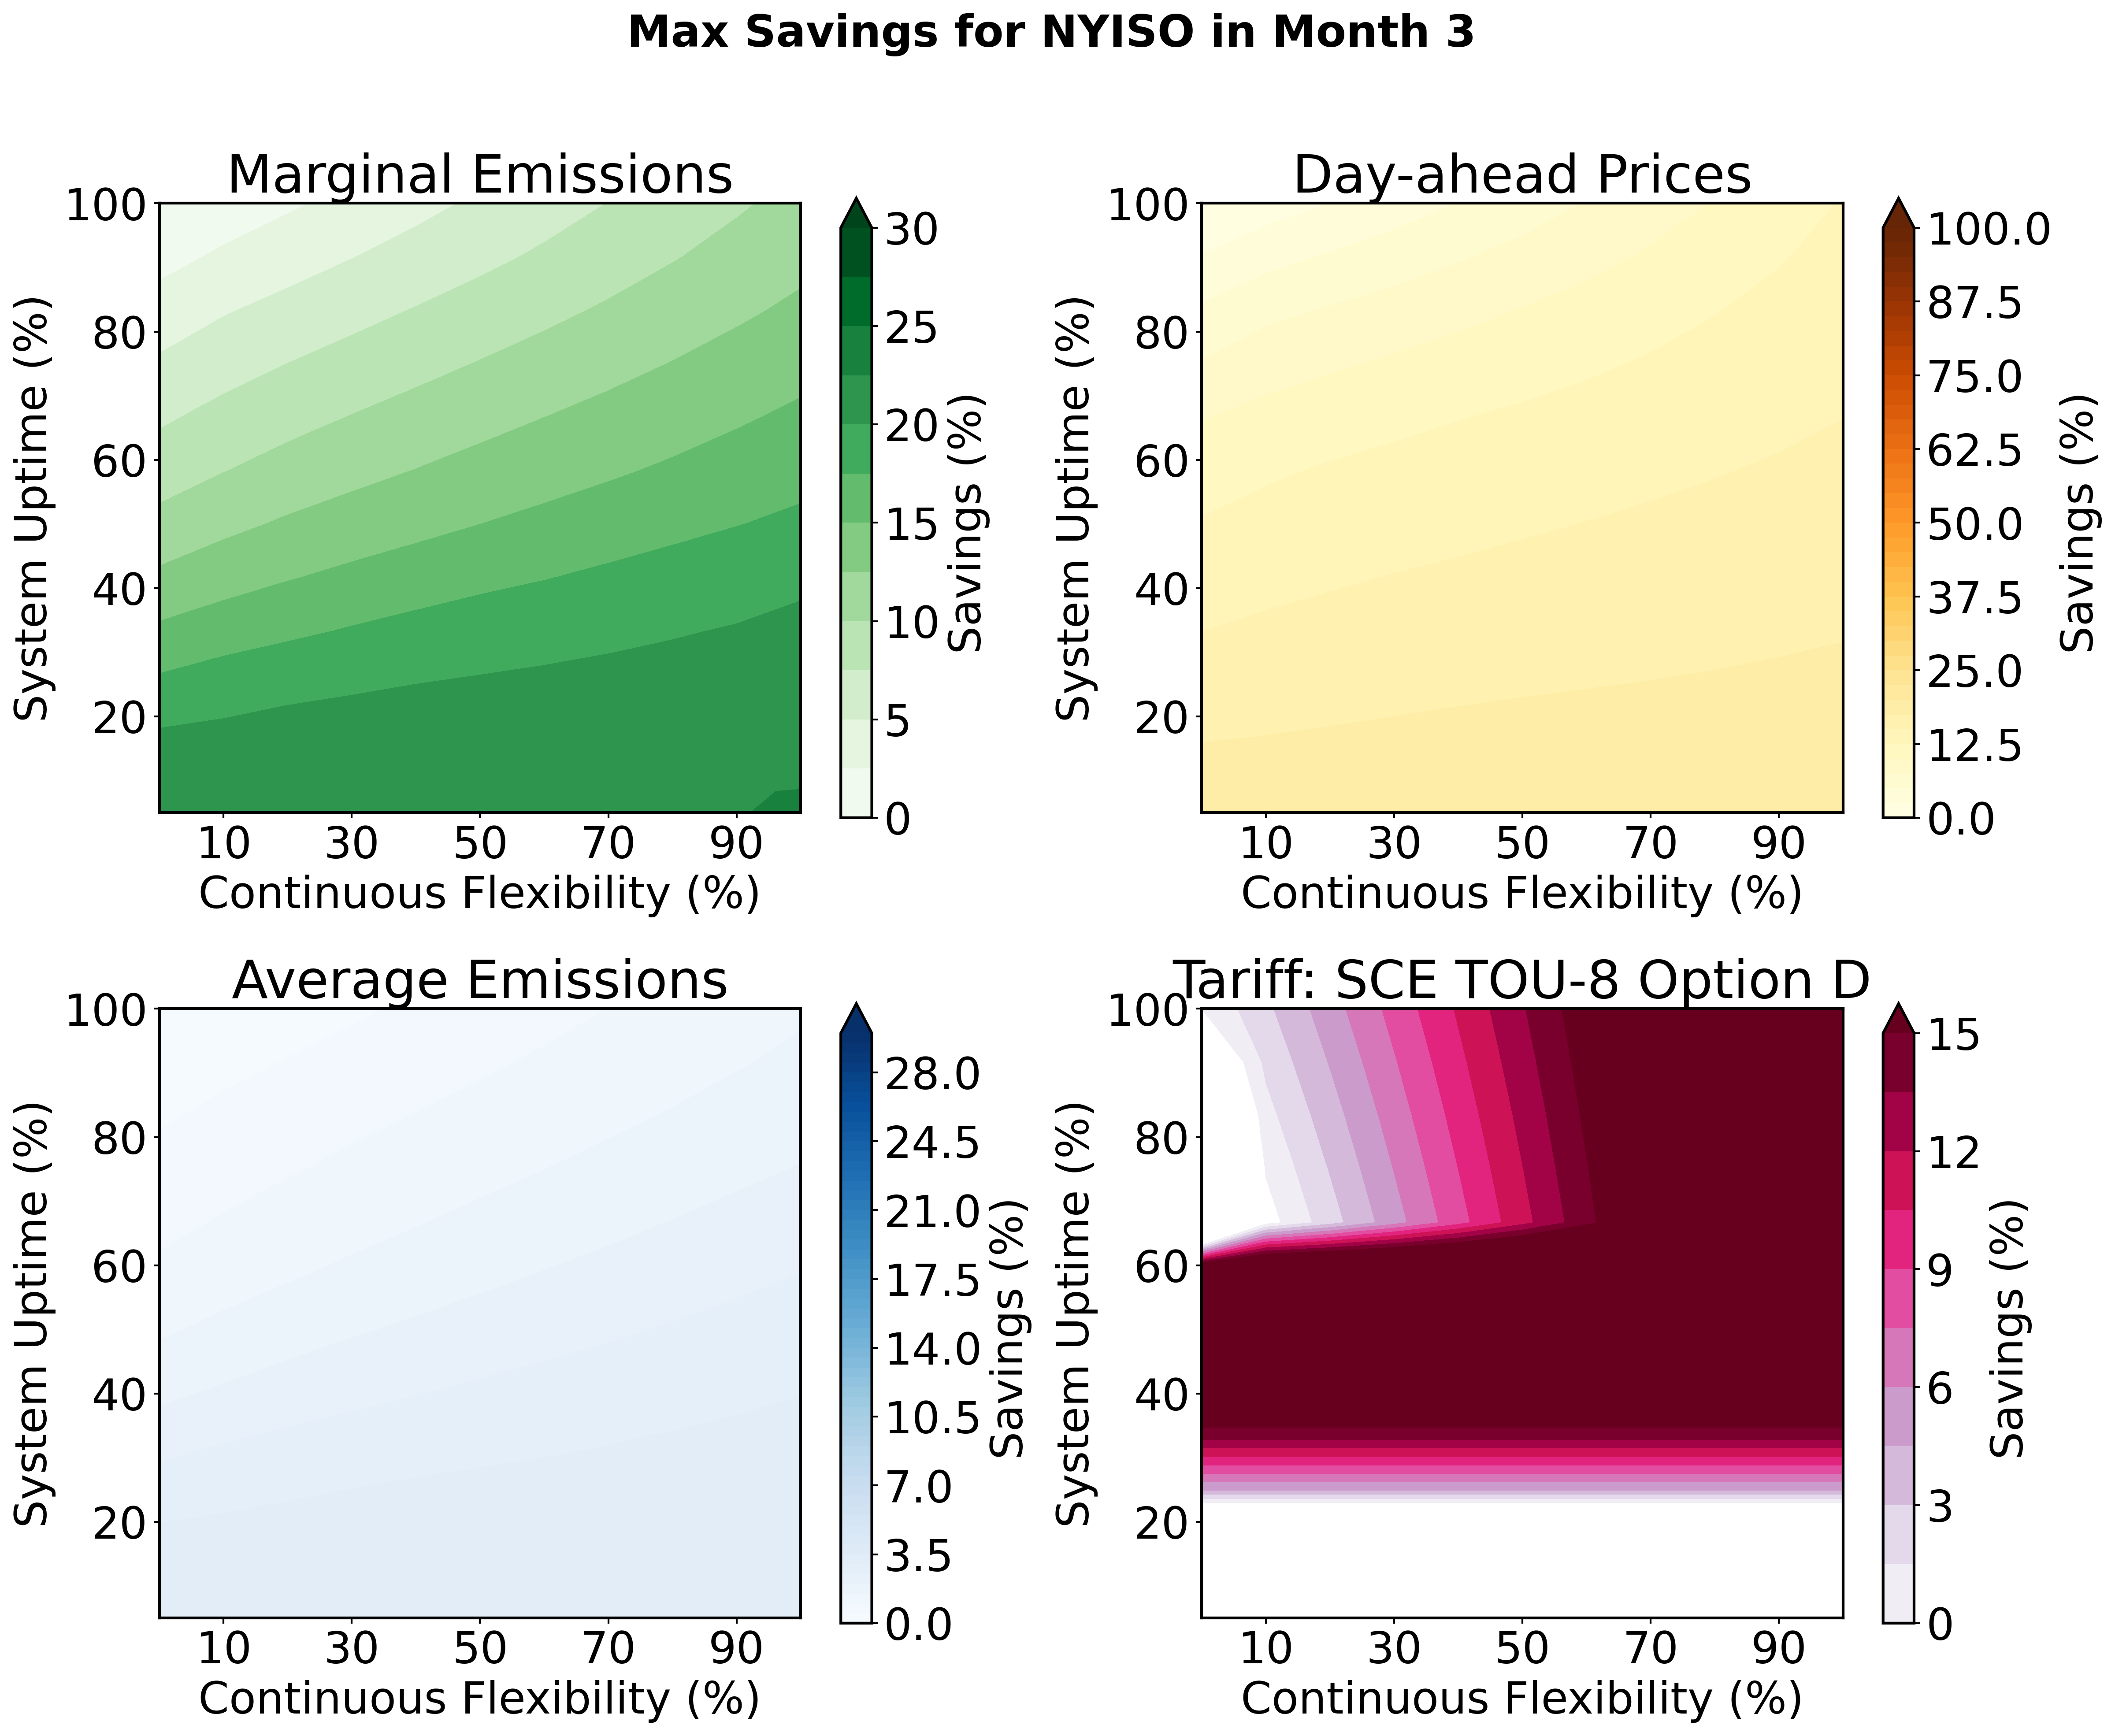 Max Savings for NYISO in Month 3
Marginal Emissions
100
80
60
40
20
System Uptime (%)
10 30 50 70 90
Continuous Flexibility (%)
30
25
20
15
10
5
0
Savings (%)
Day-ahead Prices
100
80
60
40
20
System Uptime (%)
10 30 50 70 90
Continuous Flexibility (%)
100.0
87.5
75.0
62.5
50.0
37.5
25.0
12.5
0.0
Savings (%)
Average Emissions
100
80
60
40
20
System Uptime (%)
10 30 50 70 90
Continuous Flexibility (%)
28.0
24.5
21.0
17.5
14.0
10.5
7.0
3.5
0.0
Savings (%)
Tariff: SCE TOU-8 Option D
100
80
60
40
20
System Uptime (%)
10 30 50 70 90
Continuous Flexibility (%)
15
12
9
6
3
0
Savings (%)